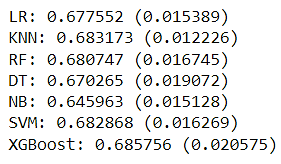 LR: 0.677552 (0.015389)
KNN: 0.683173 (0.012226)
RF: 0.680747 (0.016745)
DT: 0.670265 (0.019072)
NB: 0.645963 (0.015128)
SVM: 0.682868 (0.016269)
XGBoost: 0.685756 (0.020575)